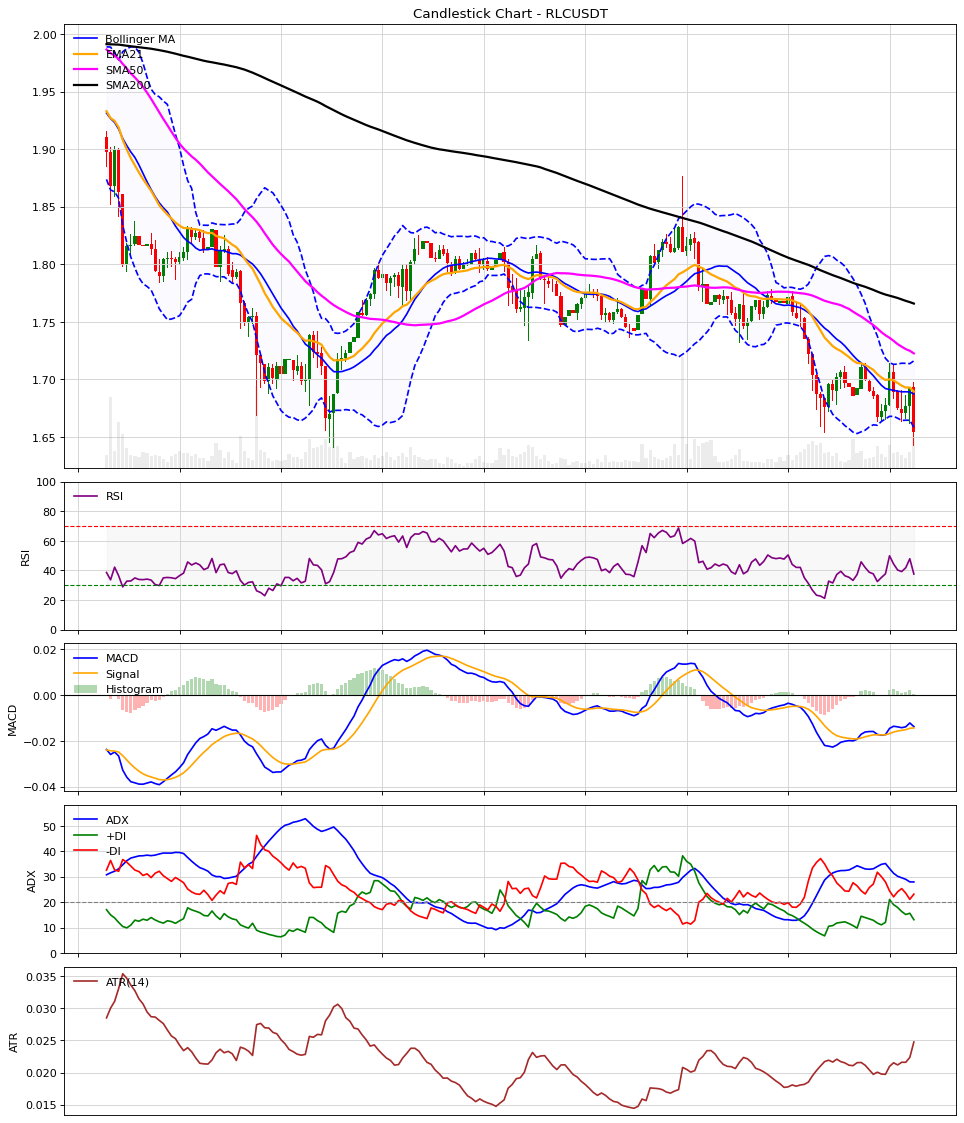 Candlestick Chart - RLCUSDT
2.00
1.95
1.90
1.85
1.80
1.75
1.70
1.65
Bollinger MA
EMA21
SMA50
SMA200
100
80
60
40
20
0
RSI
RSI
0.02
0.00
−0.02
−0.04
MACD
MACD
Signal
Histogram
50
40
30
20
10
0
ADX
ADX
+DI
-DI
0.035
0.030
0.025
0.020
0.015
ATR
ATR(14)